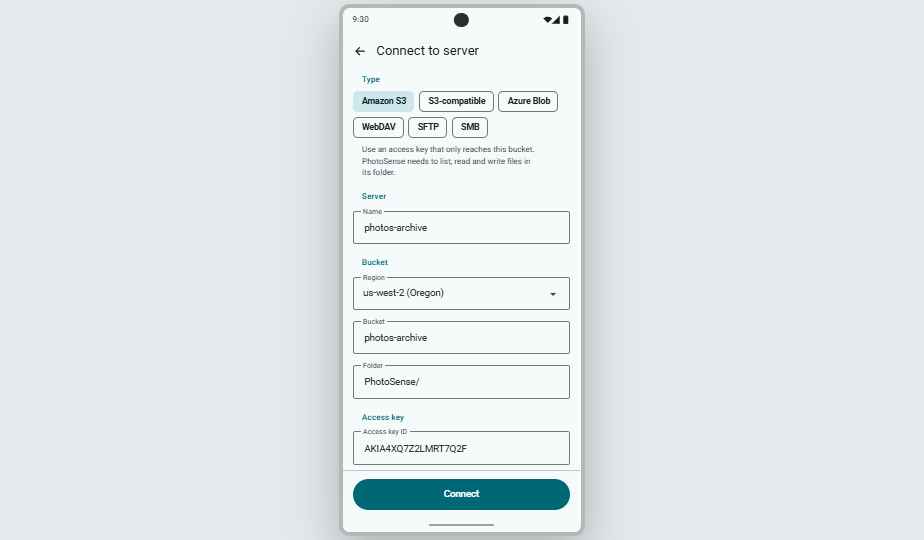 9:30
Connect to server
Type
Amazon S3 S3-compatible Azure Blob
WebDAV SFTP SMB
Use an access key that only reaches this bucket.
PhotoSense needs to list, read and write files in
its folder.
Server
Name
photos-archive
Bucket
Region
us-west-2 (Oregon)
Bucket
photos-archive
Folder
PhotoSense/
Access key
Access key ID
AKIA4XQ7Z2LMRT7Q2F
Connect